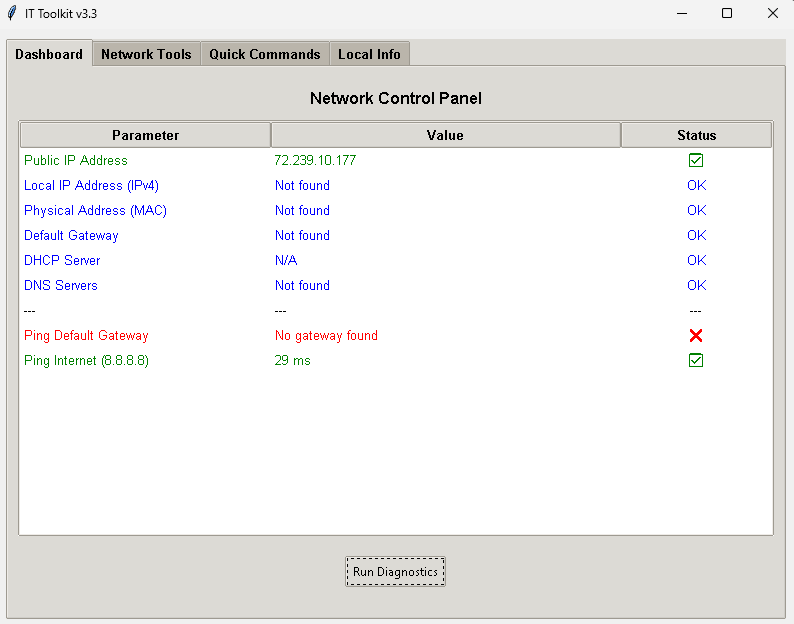 IT Toolkit v3.3
Dashboard Network Tools Quick Commands Local Info
Network Control Panel
Parameter Value Status
Public IP Address 72.239.10.177 ☑
Local IP Address (IPv4) Not found OK
Physical Address (MAC) Not found OK
Default Gateway Not found OK
DHCP Server N/A OK
DNS Servers Not found OK
--- --- ---
Ping Default Gateway No gateway found ❌
Ping Internet (8.8.8.8) 29 ms ☑
Run Diagnostics